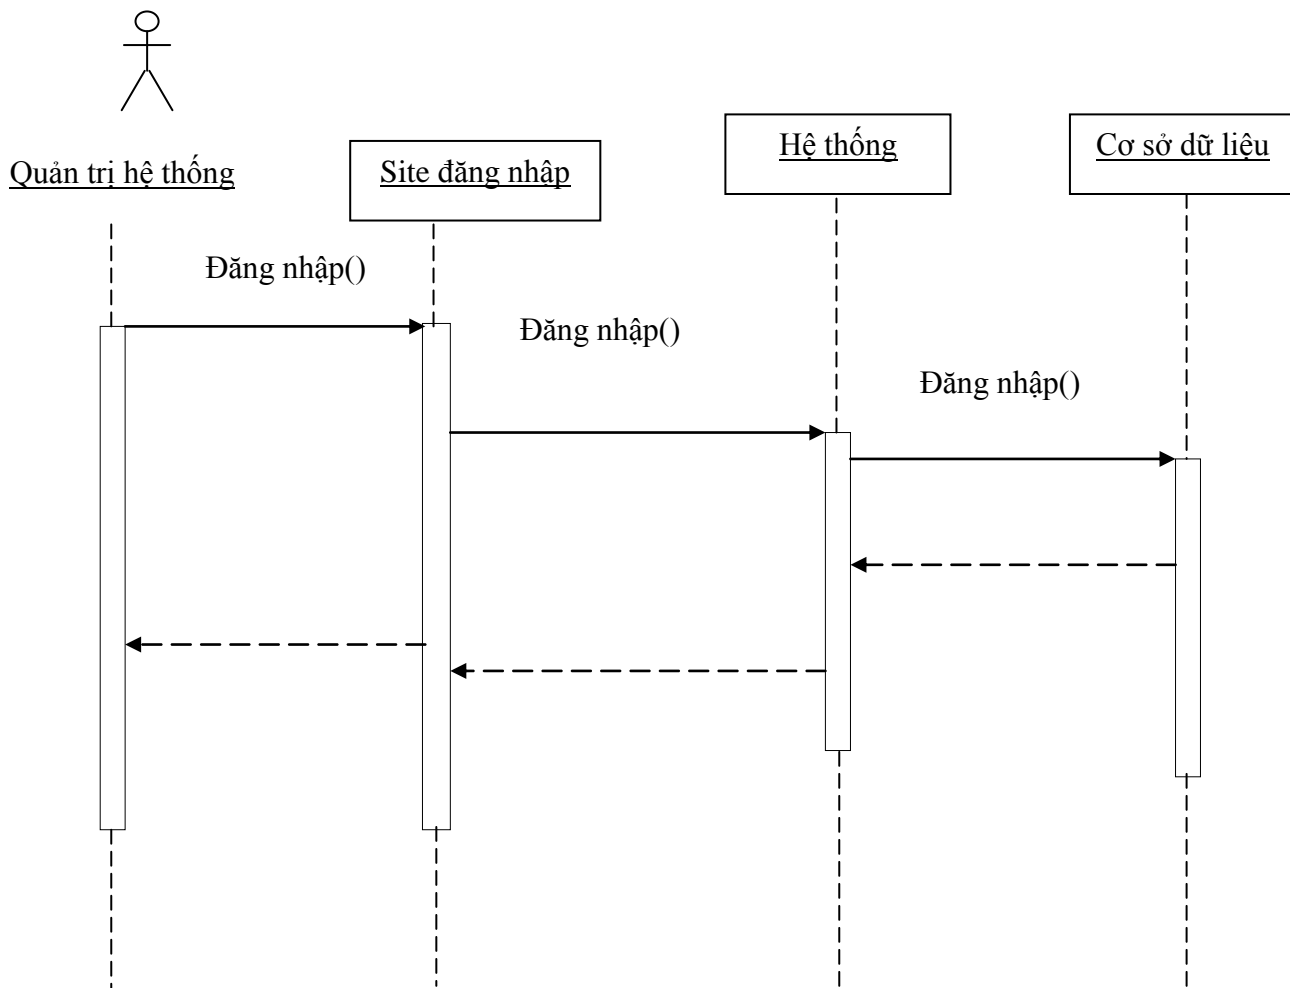 Hệ thống
Cơ sở dữ liệu
Quản trị hệ thống
Site đăng nhập
Đăng nhập()
Đăng nhập()
Đăng nhập()